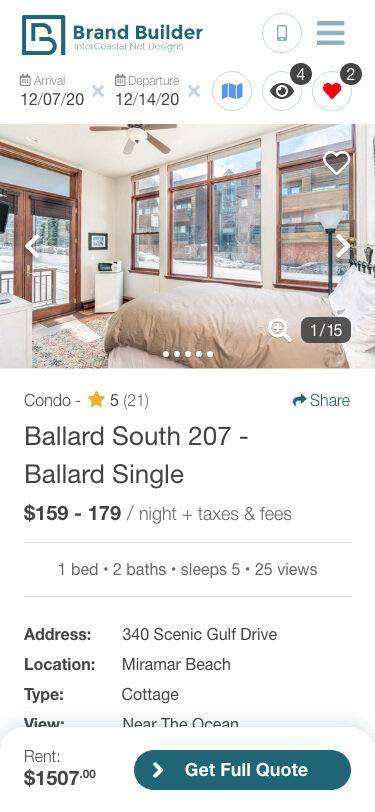 Brand Builder
InterCoastal Net Designs
Arrival
12/07/20
Departure
12/14/20
4
2
1/15
Condo - 5 (21)
Share
Ballard South 207 -
Ballard Single
$159 - 179 / night + taxes & fees
1 bed • 2 baths • sleeps 5 • 25 views
Address: 340 Scenic Gulf Drive
Location: Miramar Beach
Type: Cottage
View: Near The Ocean
Rent:
$1507.00
Get Full Quote